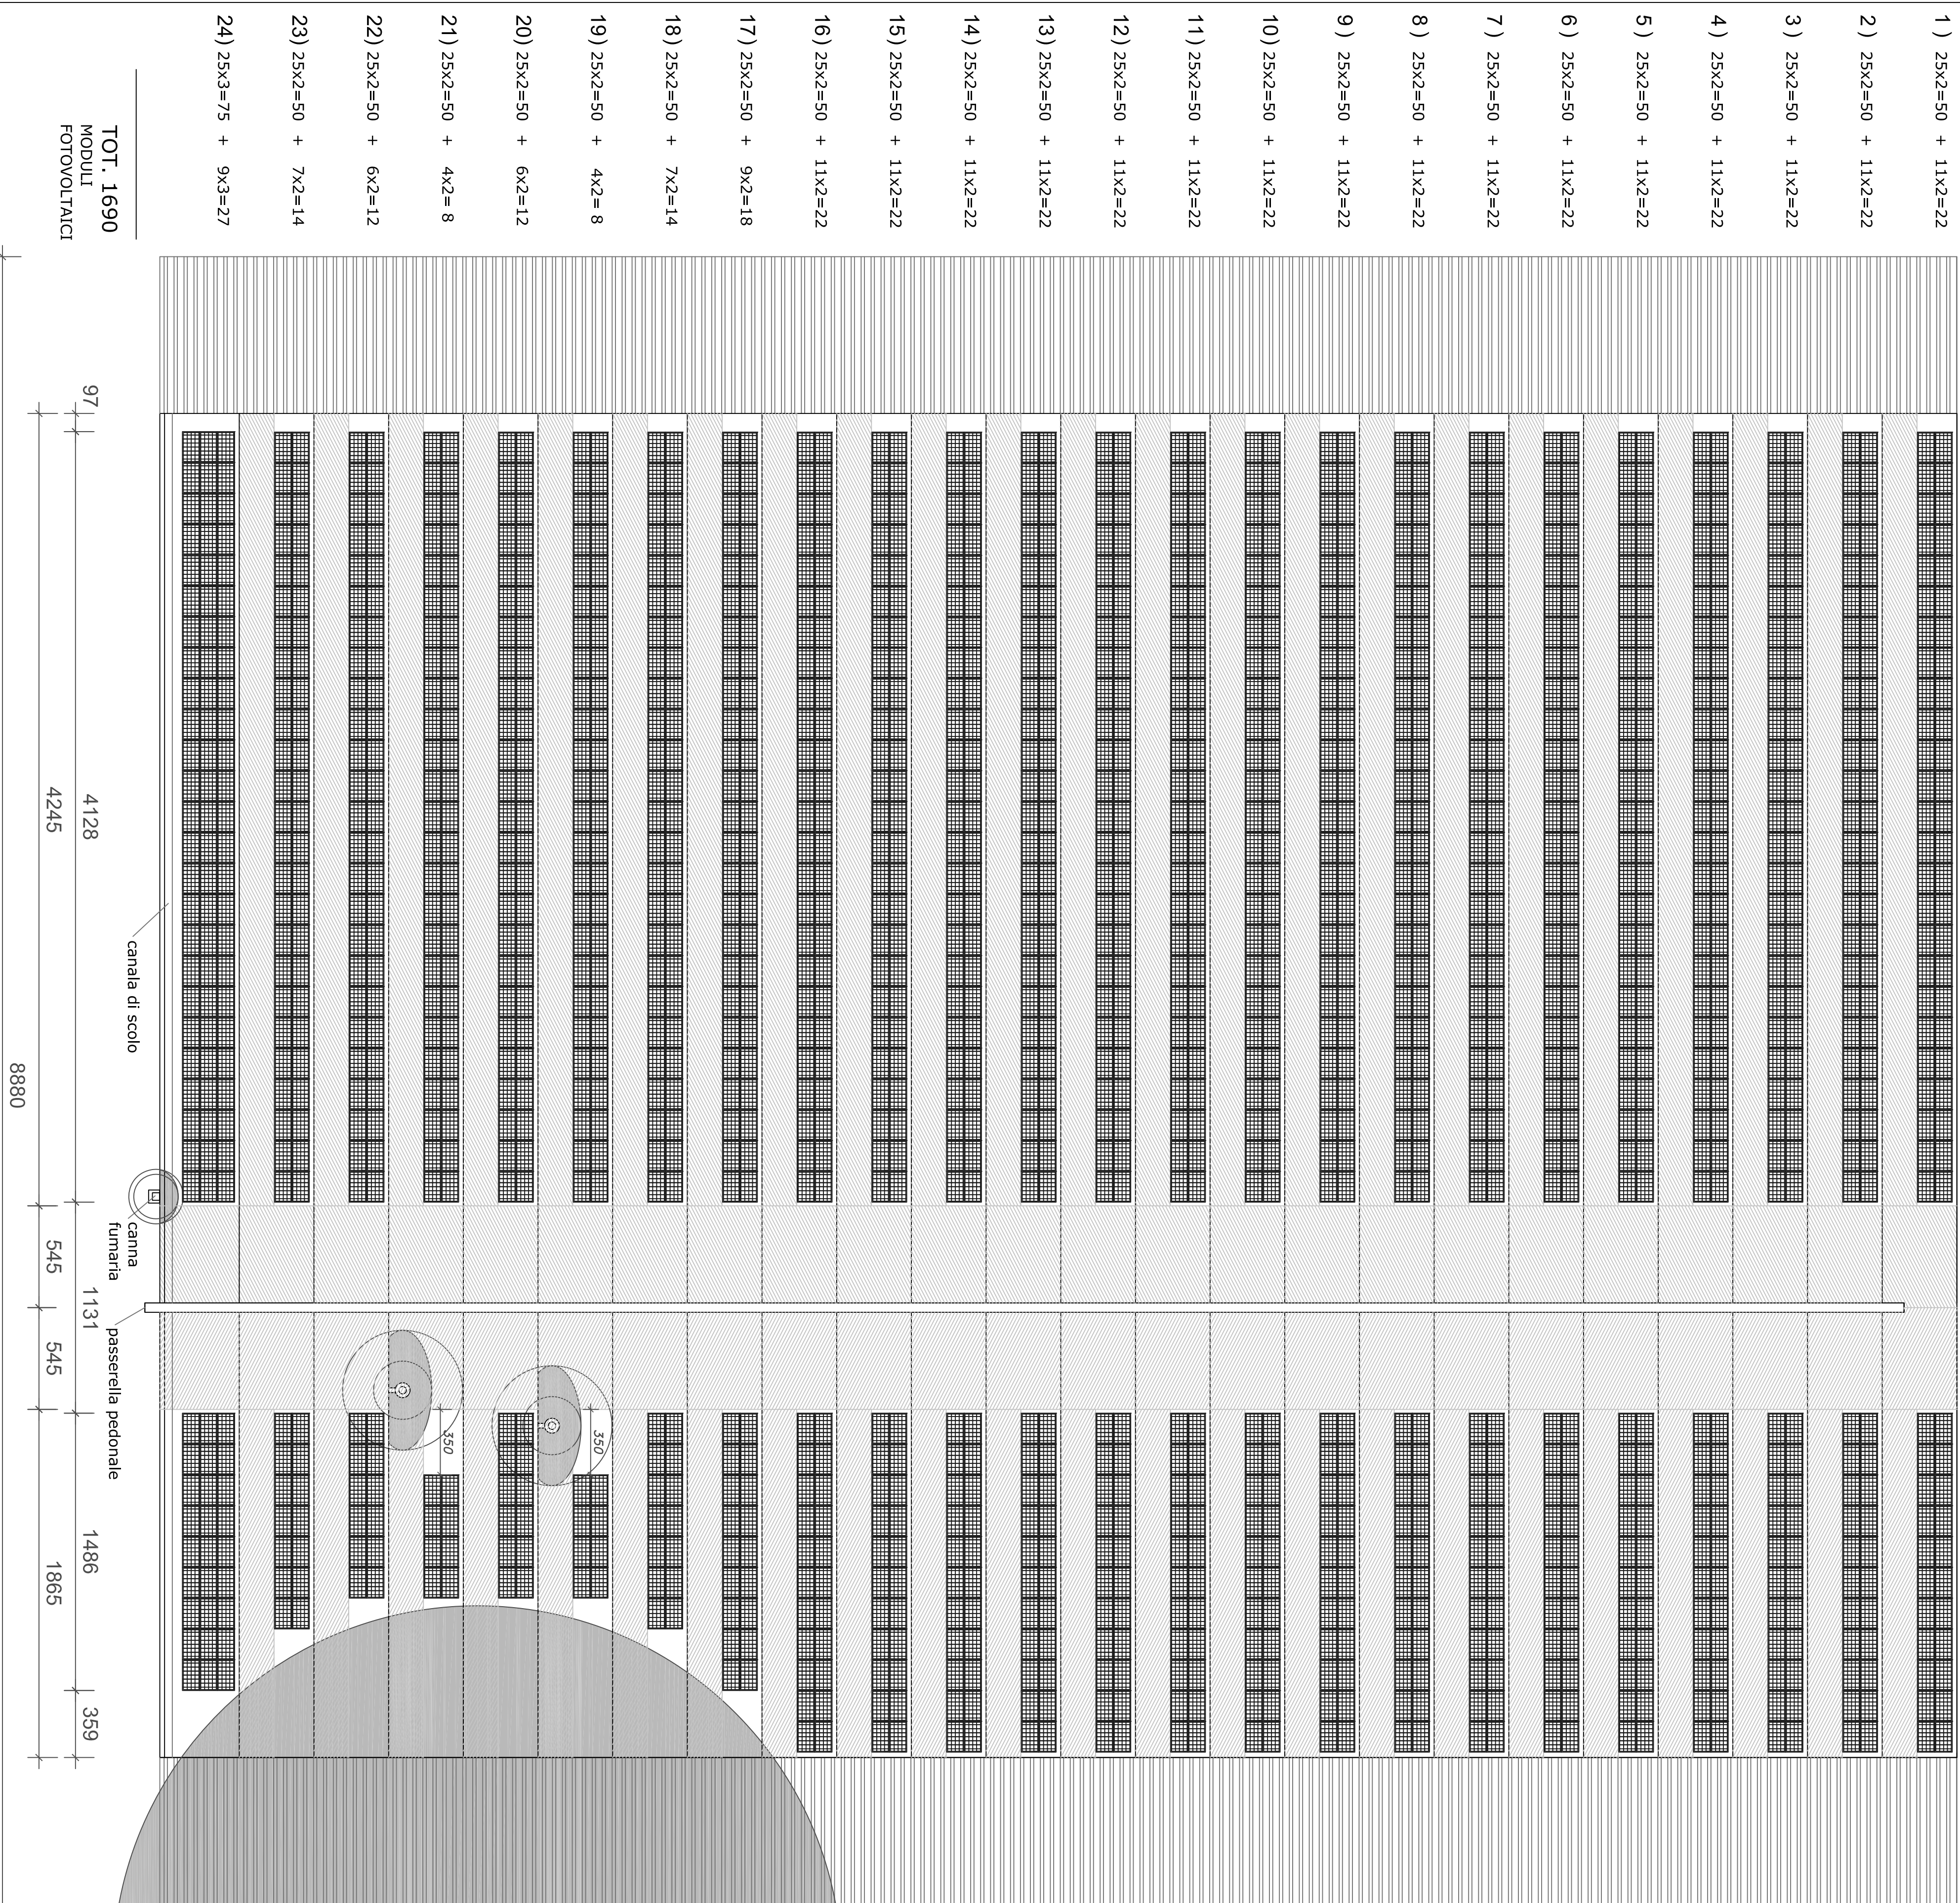 1 ) 25x2=50 + 11x2=22
2 ) 25x2=50 + 11x2=22
3 ) 25x2=50 + 11x2=22
4 ) 25x2=50 + 11x2=22
5 ) 25x2=50 + 11x2=22
6 ) 25x2=50 + 11x2=22
7 ) 25x2=50 + 11x2=22
8 ) 25x2=50 + 11x2=22
9 ) 25x2=50 + 11x2=22
10) 25x2=50 + 11x2=22
11) 25x2=50 + 11x2=22
12) 25x2=50 + 11x2=22
13) 25x2=50 + 11x2=22
14) 25x2=50 + 11x2=22
15) 25x2=50 + 11x2=22
16) 25x2=50 + 11x2=22
17) 25x2=50 + 9x2=18
18) 25x2=50 + 7x2=14
19) 25x2=50 + 4x2= 8
20) 25x2=50 + 6x2=12
21) 25x2=50 + 4x2= 8
22) 25x2=50 + 6x2=12
23) 25x2=50 + 7x2=14
24) 25x3=75 + 9x3=27
TOT. 1690
MODULI
FOTOVOLTAICI
350
350
canala di scolo
canna
fumaria
passerella pedonale
97 4128 1131 1486 359
4245 545 545 1865
8880